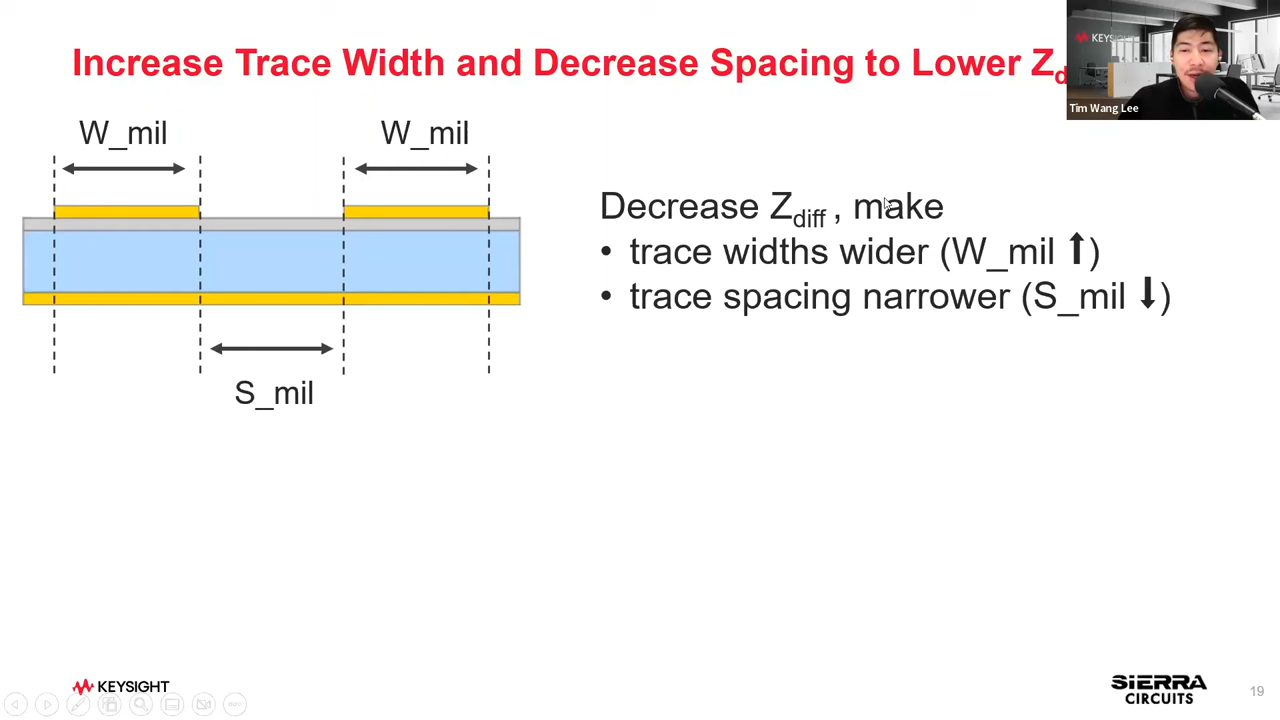 Increase Trace Width and Decrease Spacing to Lower Zd
KEYSIGHT
Tim Wang Lee
W_mil
W_mil
Decrease Zdiff , make
• trace widths wider (W_mil ⬆)
• trace spacing narrower (S_mil ⬇)
S_mil
KEYSIGHT
SIERRA
CIRCUITS
19